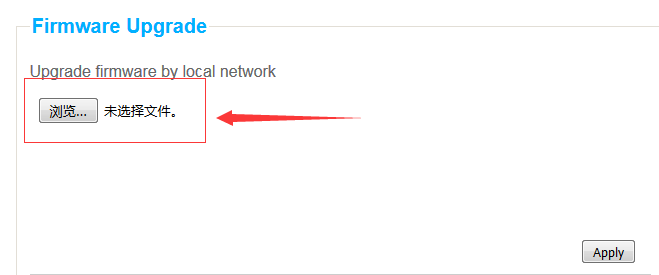 Firmware Upgrade
Upgrade firmware by local network
浏览... 未选择文件。
Apply